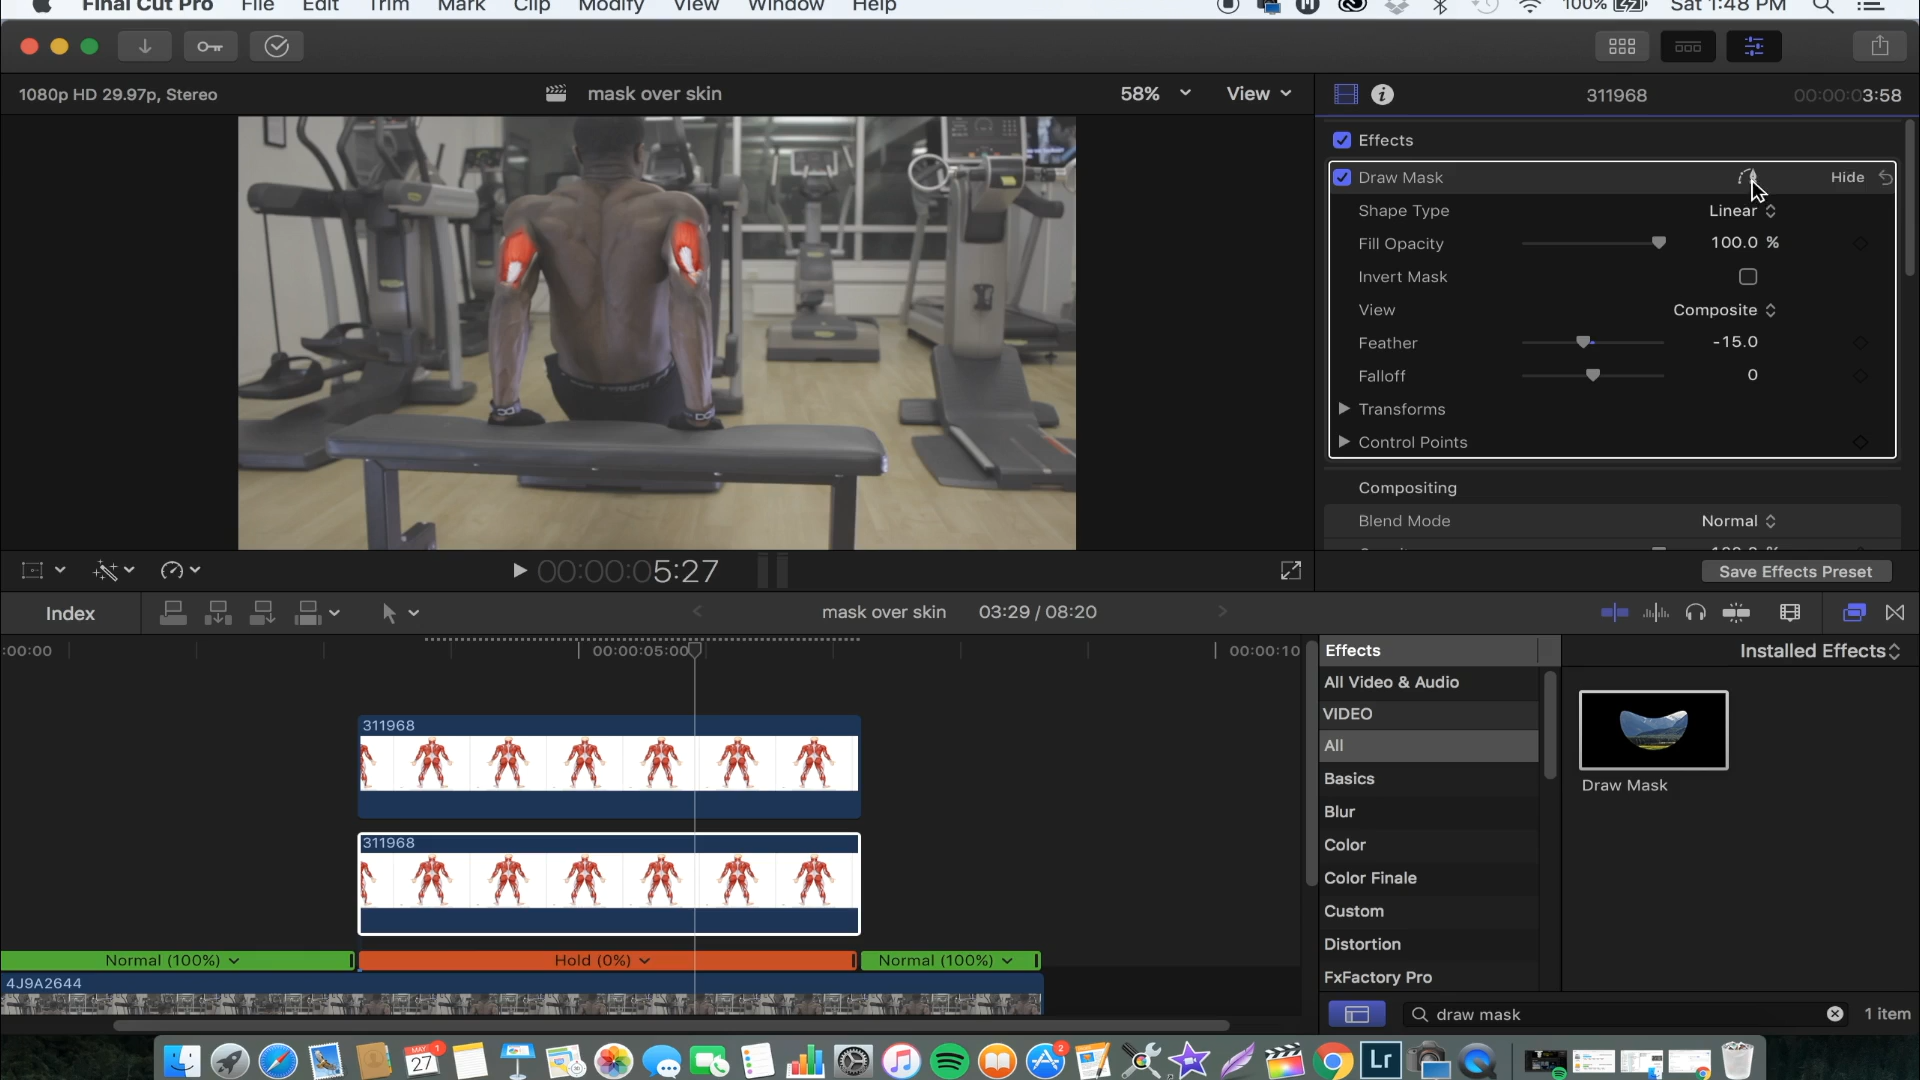 Final Cut Pro File Edit Trim Mark Clip Modify View Window Help 100% Sat 1:48 PM
1080p HD 29.97p, Stereo mask over skin 58% View 311968 00:00:03:58
Effects
Draw Mask Hide
Shape Type Linear
Fill Opacity 100.0 %
Invert Mask
View Composite
Feather -15.0
Falloff 0
Transforms
Control Points
Compositing
Blend Mode Normal
00:00:05:27 Save Effects Preset
Index mask over skin 03:29 / 08:20
:00:00 00:00:05:00 00:00:10
Effects Installed Effects
All Video & Audio
VIDEO
All
Basics
Blur
Color
Color Finale
Custom
Distortion
FxFactory Pro
Draw Mask
311968
311968
Normal (100%) Hold (0%) Normal (100%)
4J9A2644
draw mask 1 item
MAY 27 1 2 Lr